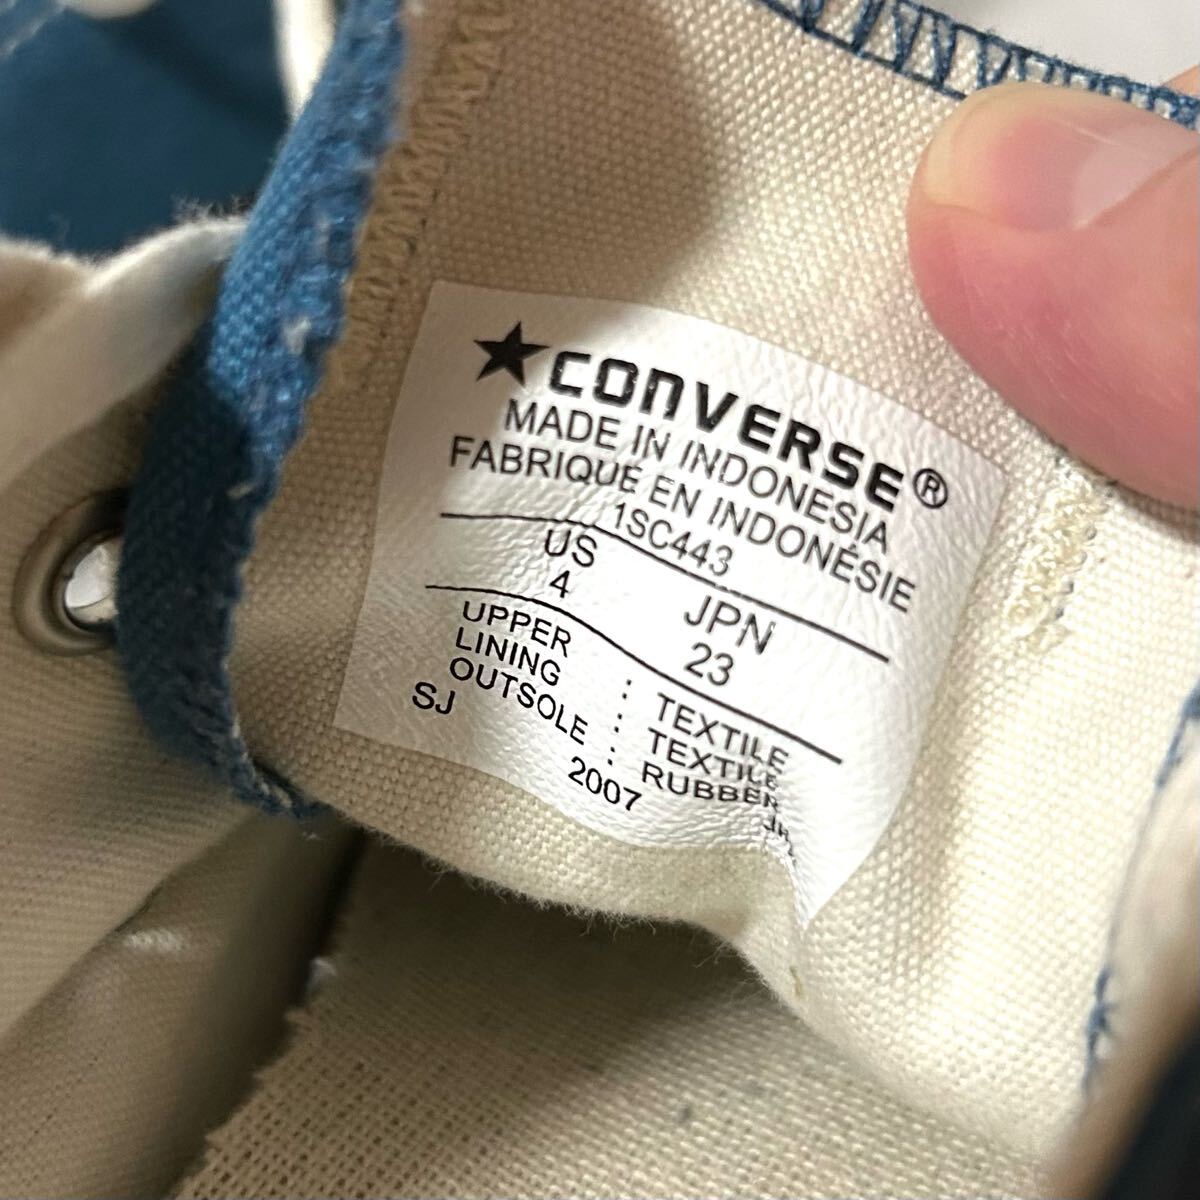 ★CONVERSE®
MADE IN INDONESIA
FABRIQUÉ EN INDONÉSIE
1SC443
US JPN
4 23
UPPER : TEXTILE
LINING : TEXTILE
OUTSOLE : RUBBER
SJ 2007